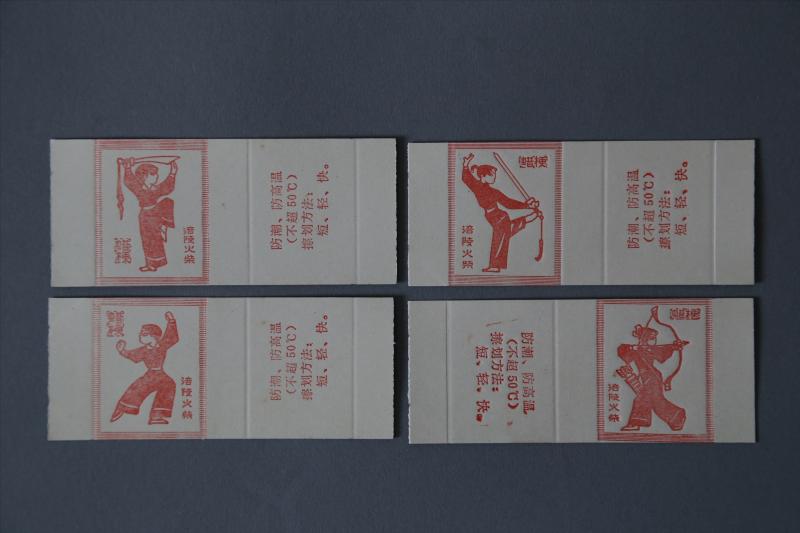 涪陵火柴
防潮、防高温
(不超50℃)
擦划方法:
短、轻、快。
涪陵火柴
防潮、防高温
(不超50℃)
擦划方法:
短、轻、快。
涪陵火柴
防潮、防高温
(不超50℃)
擦划方法:
短、轻、快。
防潮、防高温
(不超50℃)
擦划方法:
短、轻、快。
涪陵火柴